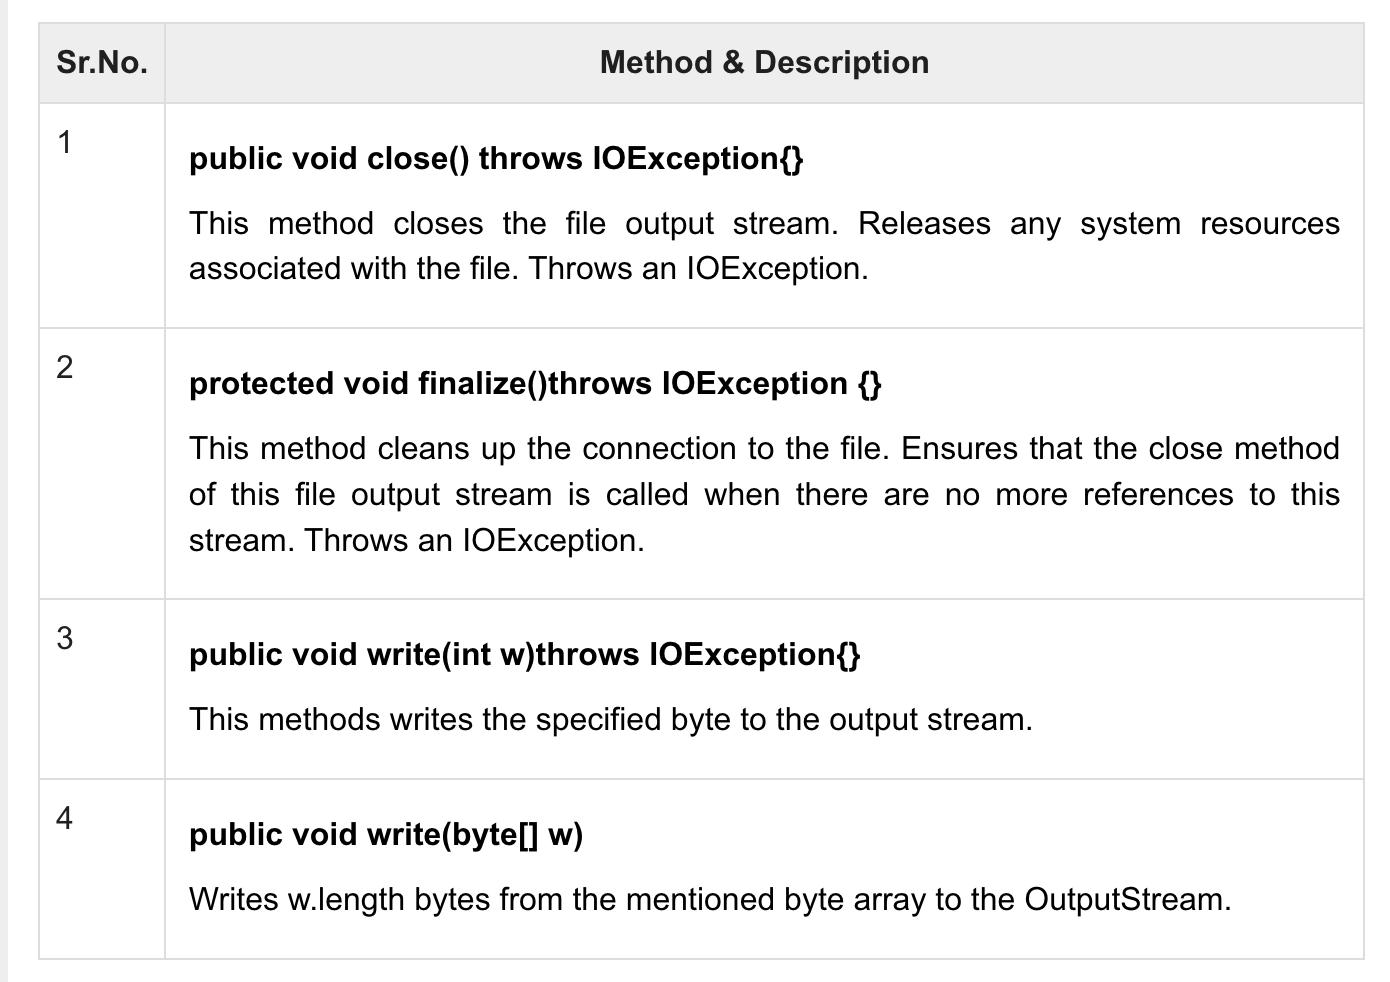 Sr.No. Method & Description
1
public void close() throws IOException{}
This method closes the file output stream. Releases any system resources
associated with the file. Throws an IOException.
2
protected void finalize()throws IOException {}
This method cleans up the connection to the file. Ensures that the close method
of this file output stream is called when there are no more references to this
stream. Throws an IOException.
3
public void write(int w)throws IOException{}
This methods writes the specified byte to the output stream.
4
public void write(byte[] w)
Writes w.length bytes from the mentioned byte array to the OutputStream.